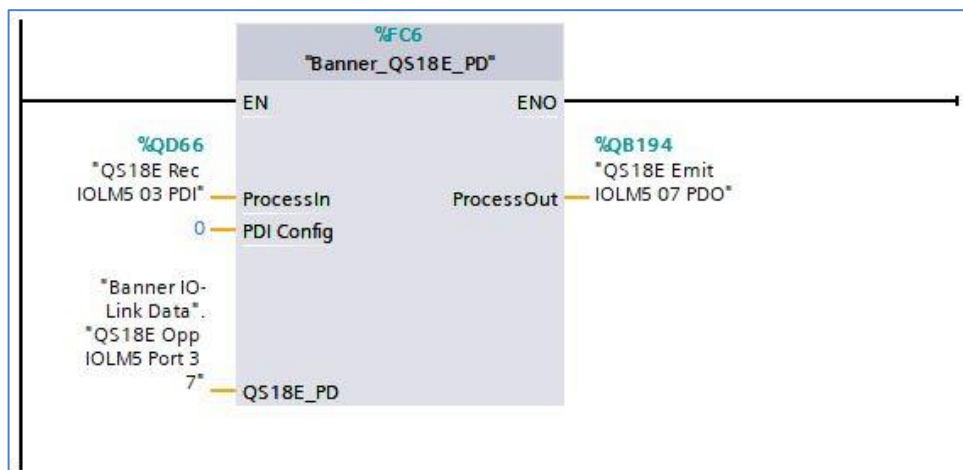 %FC6
"Banner_QS18E_PD"
EN
ENO
%QD66
"QS18E Rec
IOLM5 03 PDI"
ProcessIn
%QB194
"QS18E Emit
IOLM5 07 PDO"
ProcessOut
0
PDI Config
"Banner IO-
Link Data".
"QS18E Opp
IOLM5 Port 3
7"
QS18E_PD